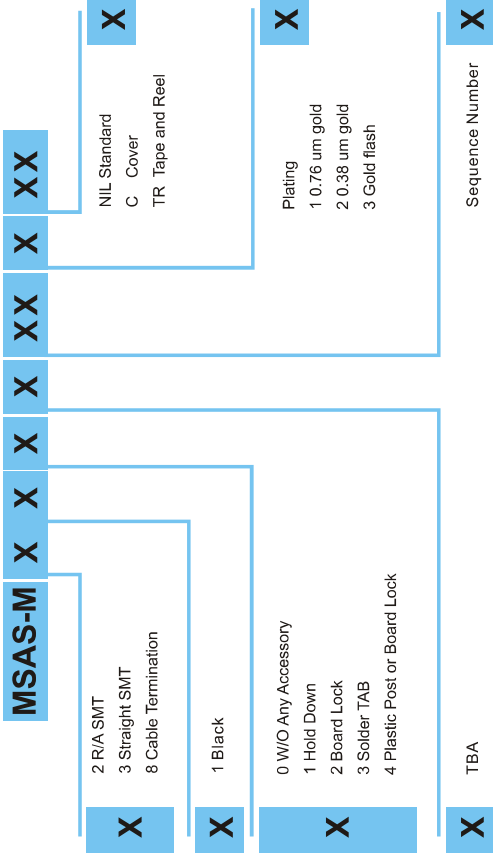 MSAS-M X X X X XX X XX
X
2 R/A SMT
3 Straight SMT
8 Cable Termination
X
1 Black
X
0 W/O Any Accessory
1 Hold Down
2 Board Lock
3 Solder TAB
4 Plastic Post or Board Lock
X
TBA
NIL Standard
C Cover
TR Tape and Reel
X
Plating
1 0.76 um gold
2 0.38 um gold
3 Gold flash
X
Sequence Number
X